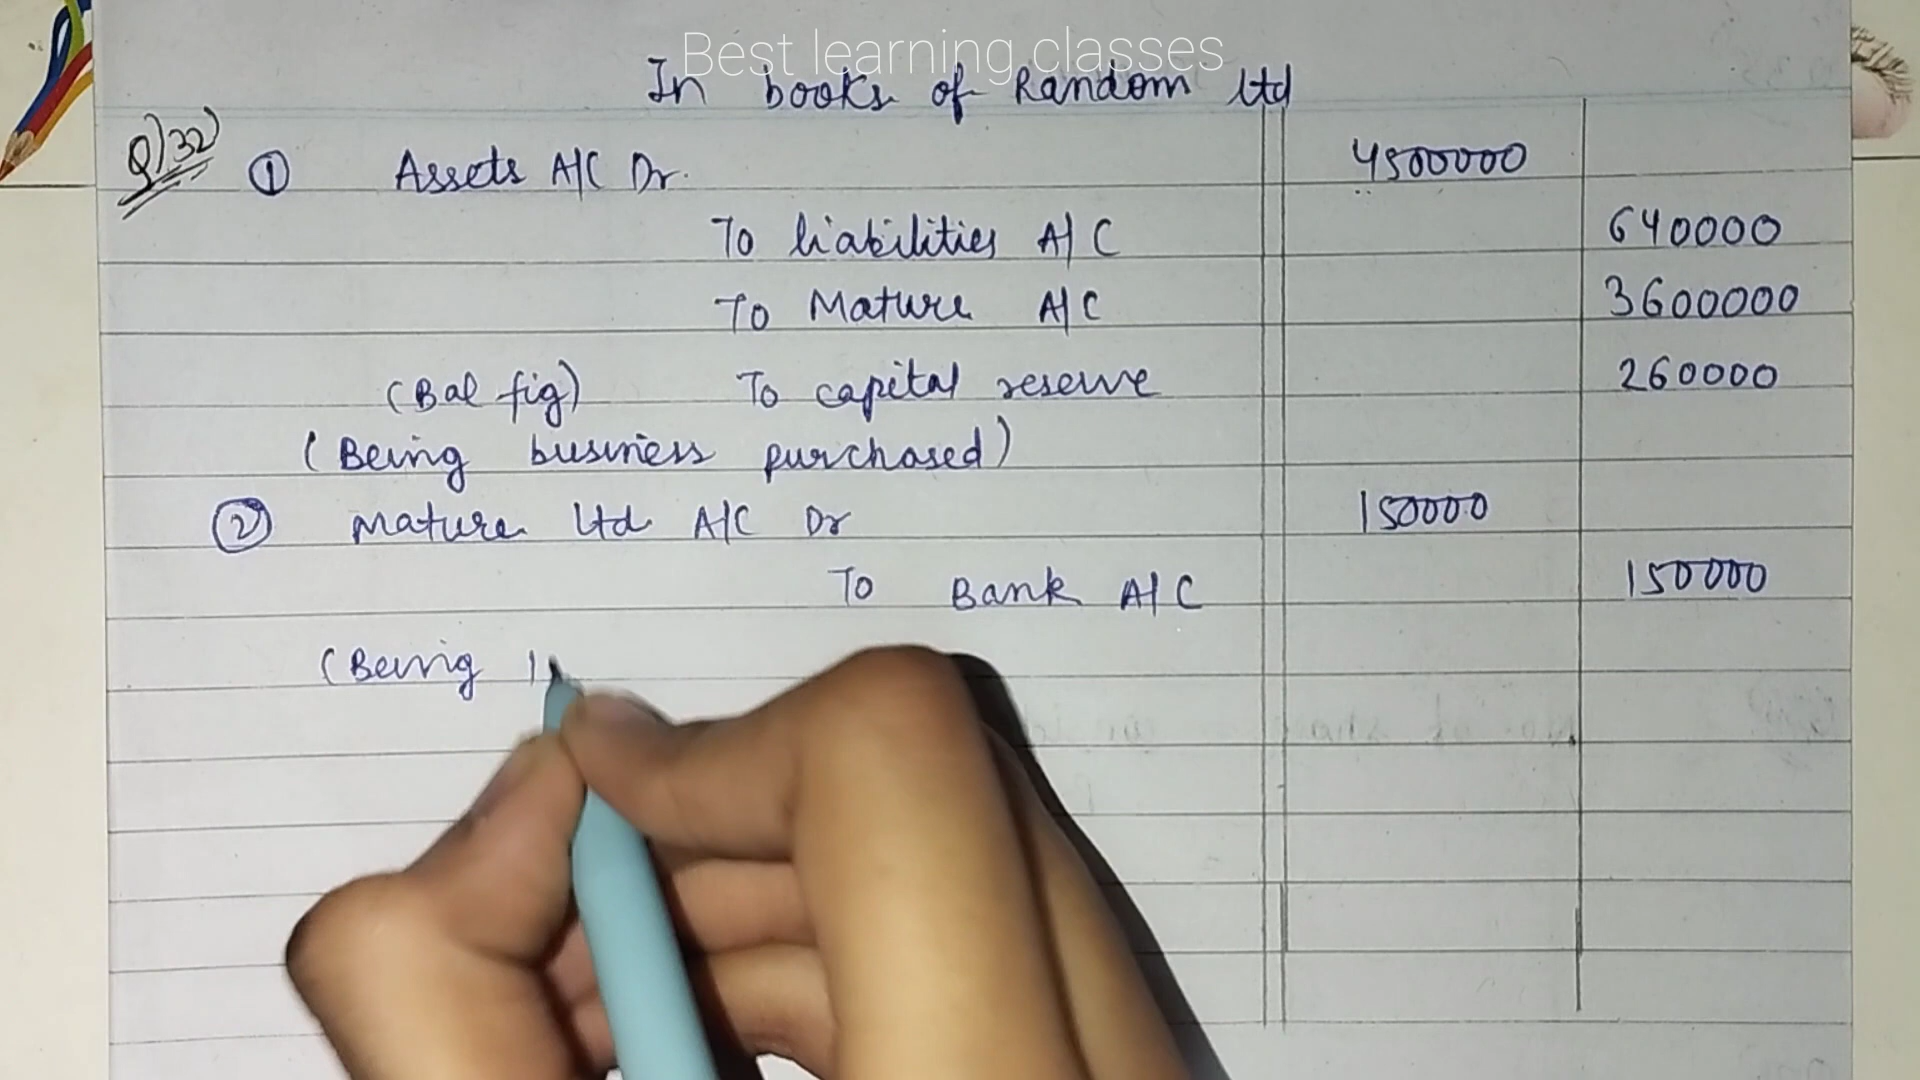 Best learning classes
In books of Random ltd
Q)32)
① Assets A/C Dr. 4500000
To liabilities A/C 640000
To Mature A/C 3600000
(Bal fig) To capital reserve 260000
(Being business purchased)
② Mature ltd A/C Dr 150000
To Bank A/C 150000
(Being